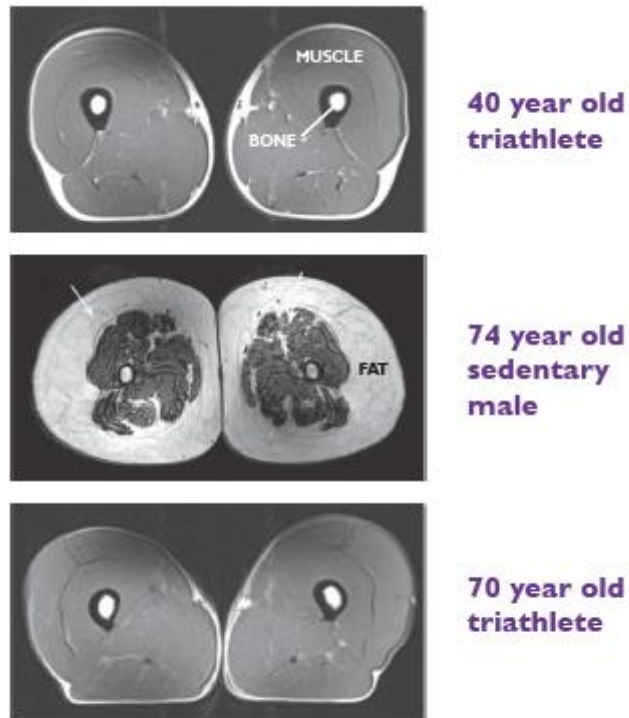 MUSCLE
BONE
40 year old
triathlete
FAT
74 year old
sedentary
male
70 year old
triathlete